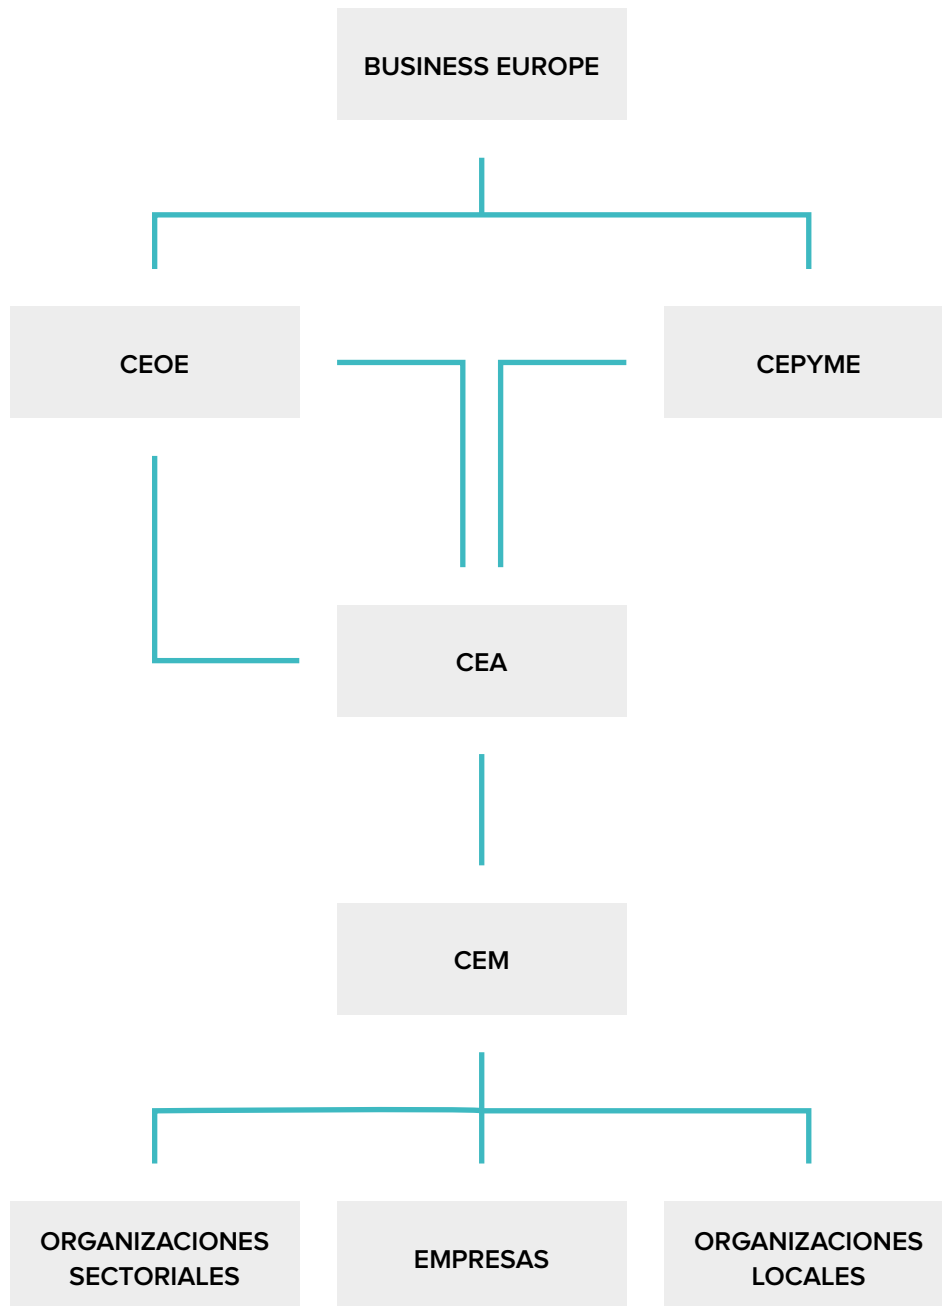 BUSINESS EUROPE
CEOE
CEPYME
CEA
CEM
ORGANIZACIONES
SECTORIALES
EMPRESAS
ORGANIZACIONES
LOCALES